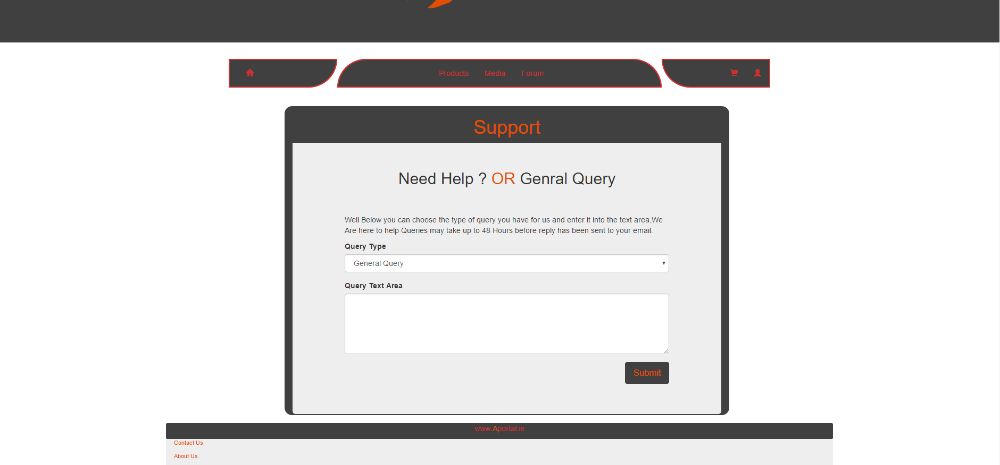 Products Media Forum
Support
Need Help ? OR Genral Query
Well Below you can choose the type of query you have for us and enter it into the text area,We
Are here to help Queries may take up to 48 Hours before reply has been sent to your email.
Query Type
General Query
Query Text Area
Submit
www.Aportal.ie
Contact Us.
About Us.